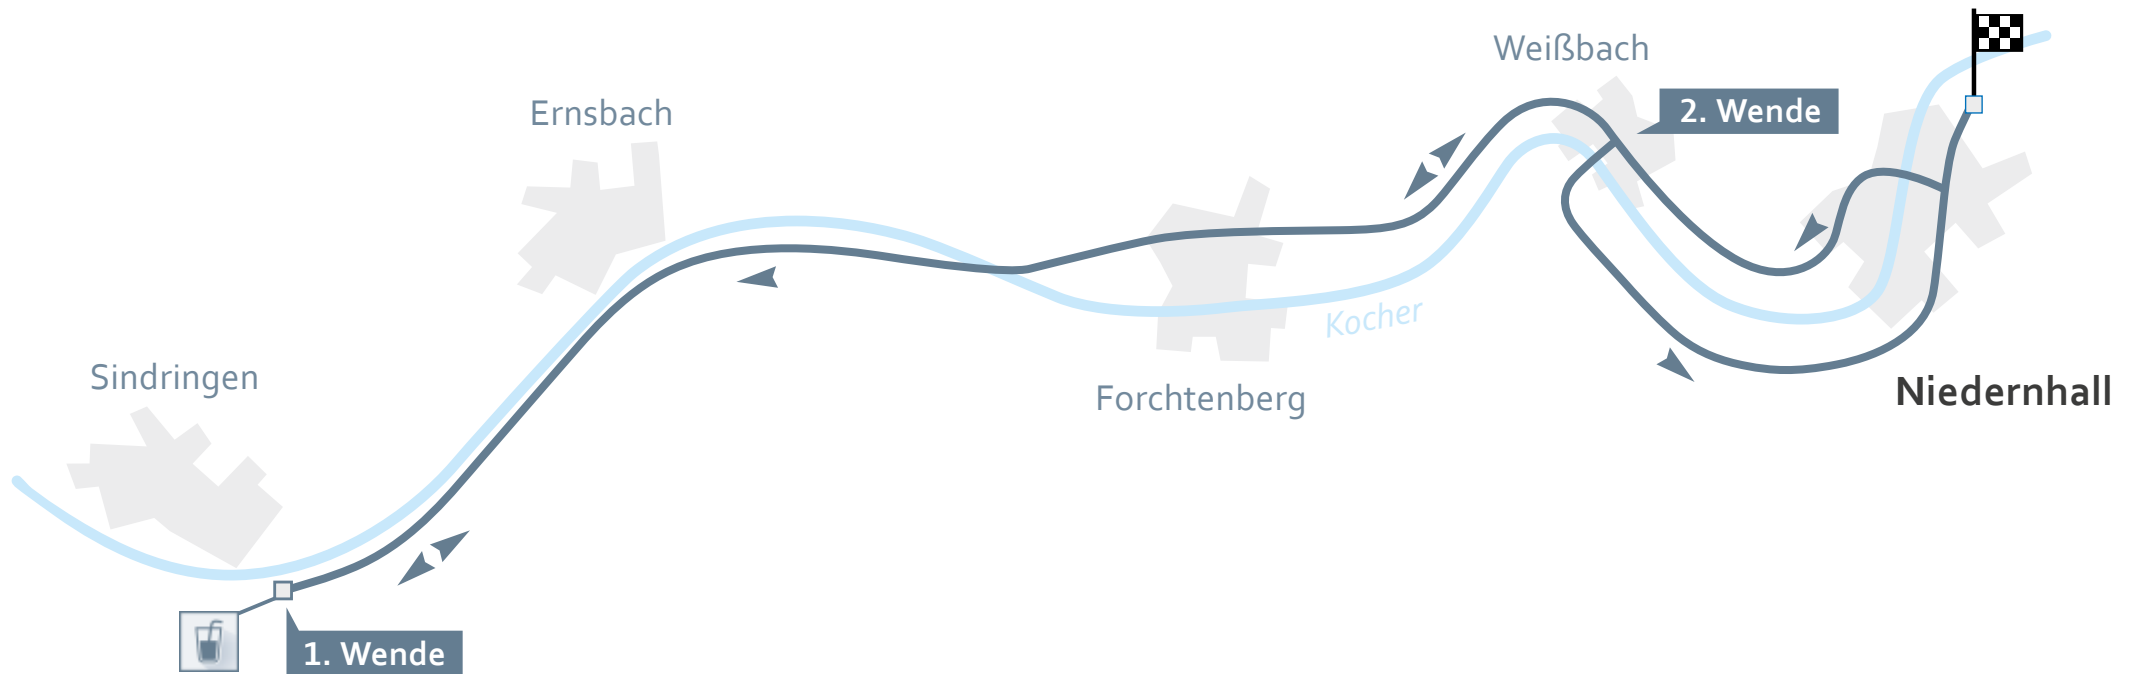 Weißbach
2. Wende
Ernsbach
Kocher
Sindringen
Forchtenberg
Niedernhall
1. Wende